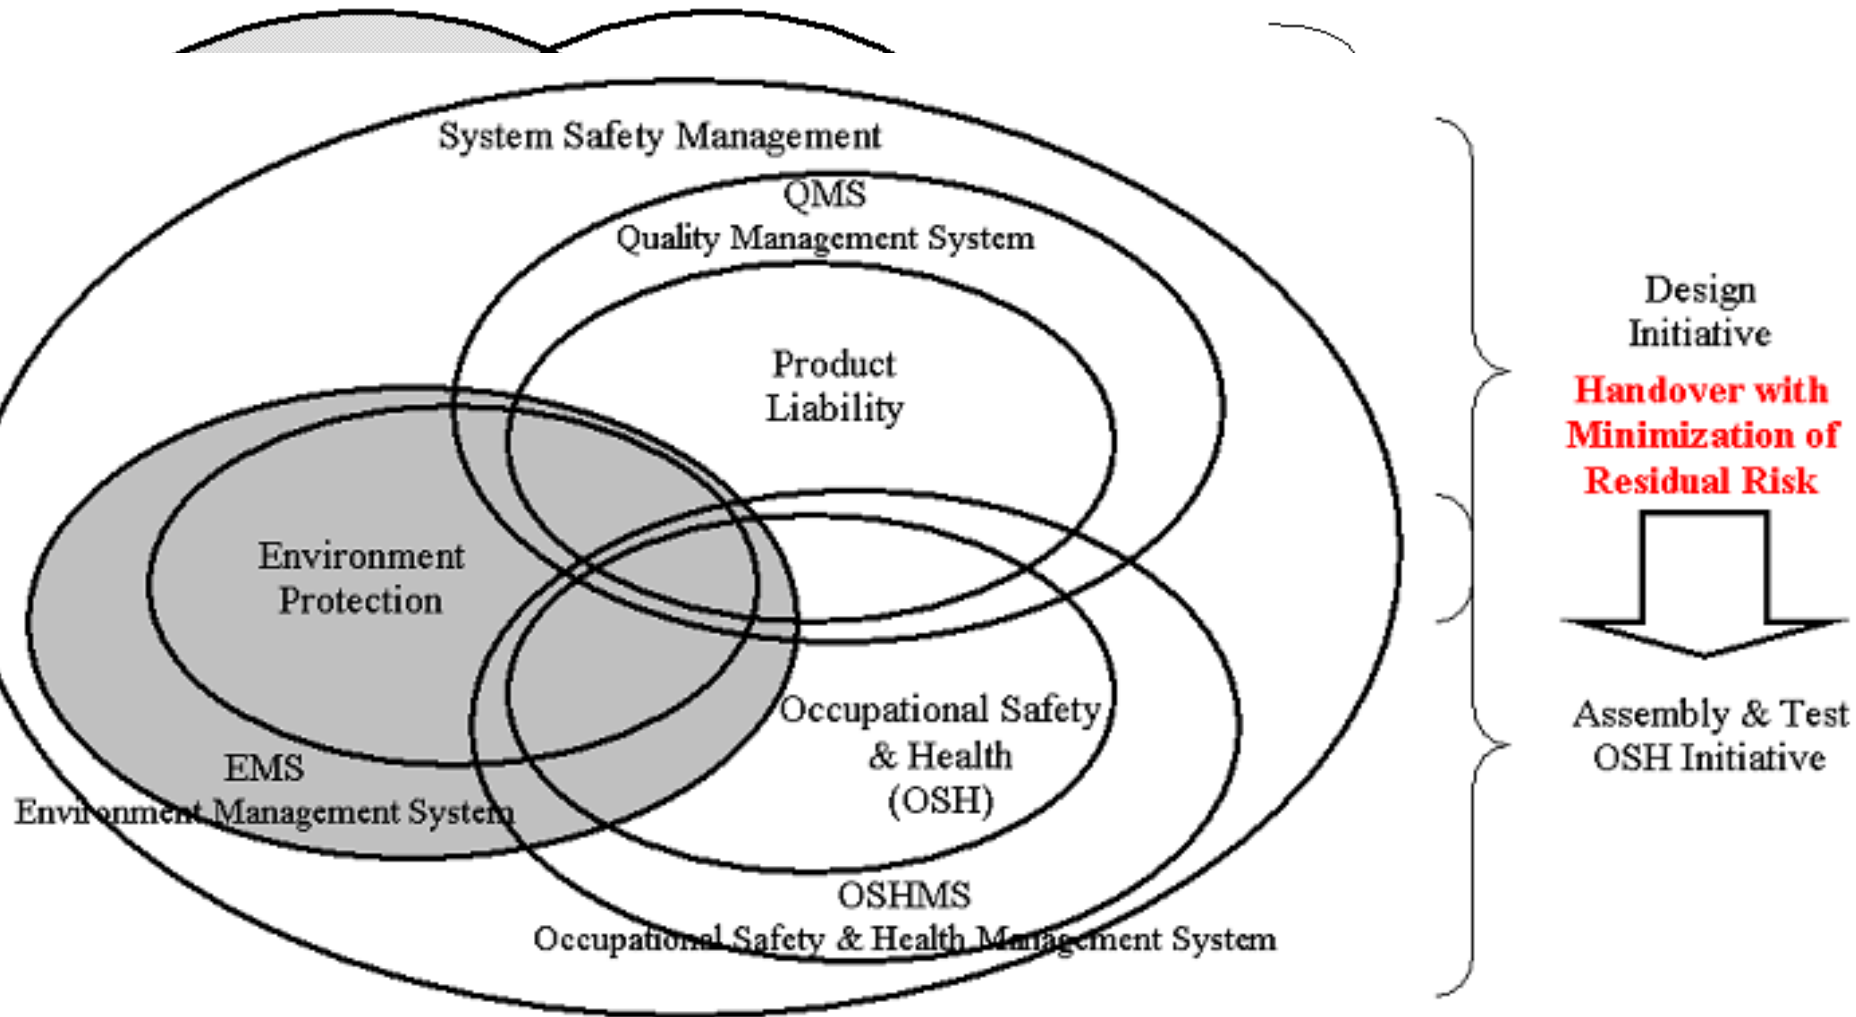 System Safety Management
QMS
Quality Management System
Product
Liability
Environment
Protection
EMS
Environment Management System
Occupational Safety
& Health
(OSH)
OSHMS
Occupational Safety & Health Management System
Design
Initiative
Handover with
Minimization of
Residual Risk
Assembly & Test
OSH Initiative